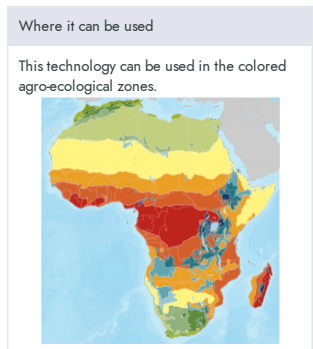 Where it can be used
This technology can be used in the colored
agro-ecological zones.